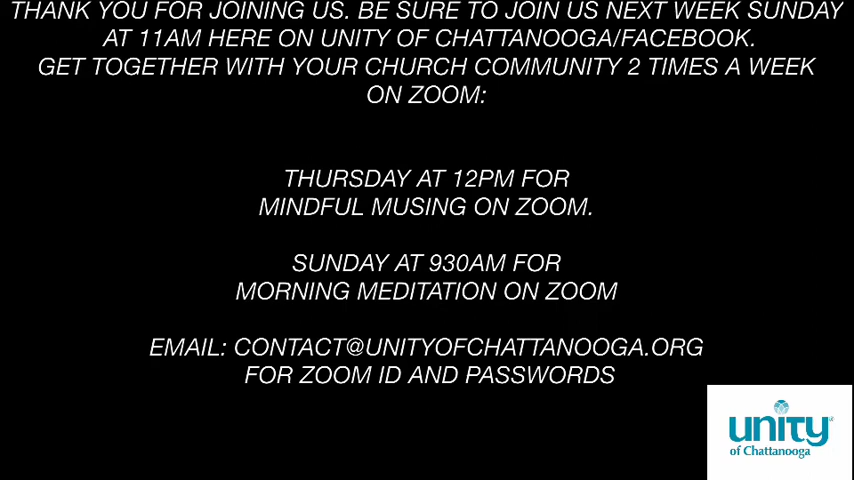 THANK YOU FOR JOINING US. BE SURE TO JOIN US NEXT WEEK SUNDAY
AT 11AM HERE ON UNITY OF CHATTANOOGA/FACEBOOK.
GET TOGETHER WITH YOUR CHURCH COMMUNITY 2 TIMES A WEEK
ON ZOOM:
THURSDAY AT 12PM FOR
MINDFUL MUSING ON ZOOM.
SUNDAY AT 930AM FOR
MORNING MEDITATION ON ZOOM
EMAIL: CONTACT@UNITYOFCHATTANOOGA.ORG
FOR ZOOM ID AND PASSWORDS
unity®
of Chattanooga